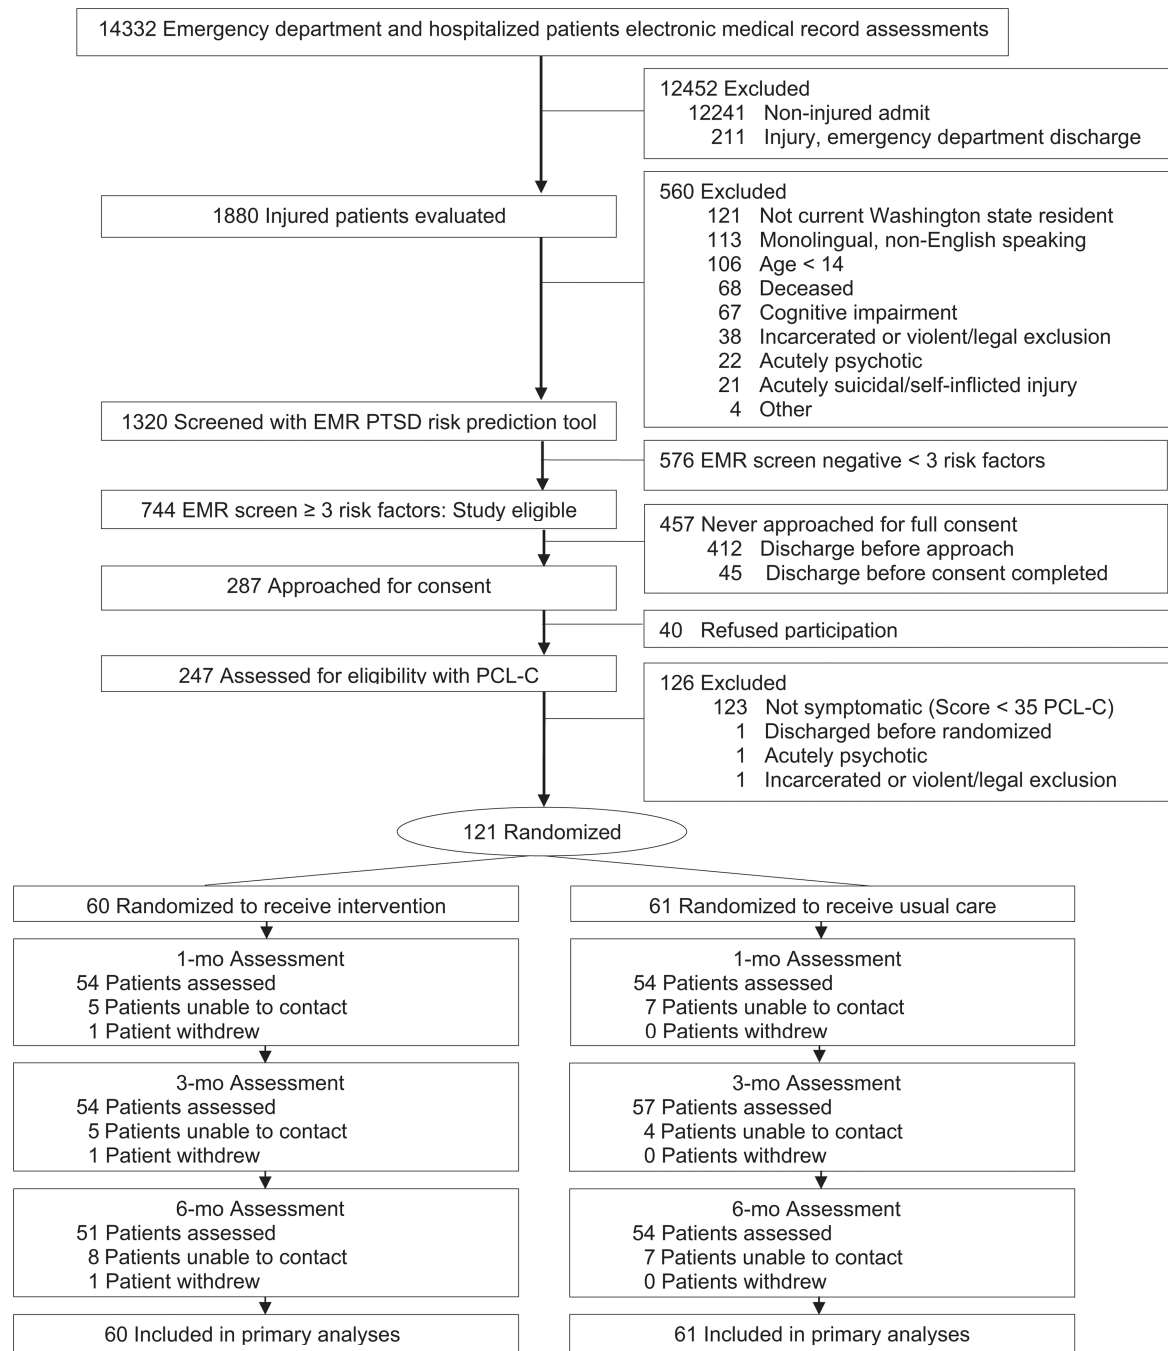 14332 Emergency department and hospitalized patients electronic medical record assessments
12452 Excluded
12241 Non-injured admit
211 Injury, emergency department discharge
1880 Injured patients evaluated
560 Excluded
121 Not current Washington state resident
113 Monolingual, non-English speaking
106 Age < 14
68 Deceased
67 Cognitive impairment
38 Incarcerated or violent/legal exclusion
22 Acutely psychotic
21 Acutely suicidal/self-inflicted injury
4 Other
1320 Screened with EMR PTSD risk prediction tool
576 EMR screen negative < 3 risk factors
744 EMR screen ≥ 3 risk factors: Study eligible
457 Never approached for full consent
412 Discharge before approach
45 Discharge before consent completed
287 Approached for consent
40 Refused participation
247 Assessed for eligibility with PCL-C
126 Excluded
123 Not symptomatic (Score < 35 PCL-C)
1 Discharged before randomized
1 Acutely psychotic
1 Incarcerated or violent/legal exclusion
121 Randomized
60 Randomized to receive intervention
1-mo Assessment
54 Patients assessed
5 Patients unable to contact
1 Patient withdrew
3-mo Assessment
54 Patients assessed
5 Patients unable to contact
1 Patient withdrew
6-mo Assessment
51 Patients assessed
8 Patients unable to contact
1 Patient withdrew
60 Included in primary analyses
61 Randomized to receive usual care
1-mo Assessment
54 Patients assessed
7 Patients unable to contact
0 Patients withdrew
3-mo Assessment
57 Patients assessed
4 Patients unable to contact
0 Patients withdrew
6-mo Assessment
54 Patients assessed
7 Patients unable to contact
0 Patients withdrew
61 Included in primary analyses